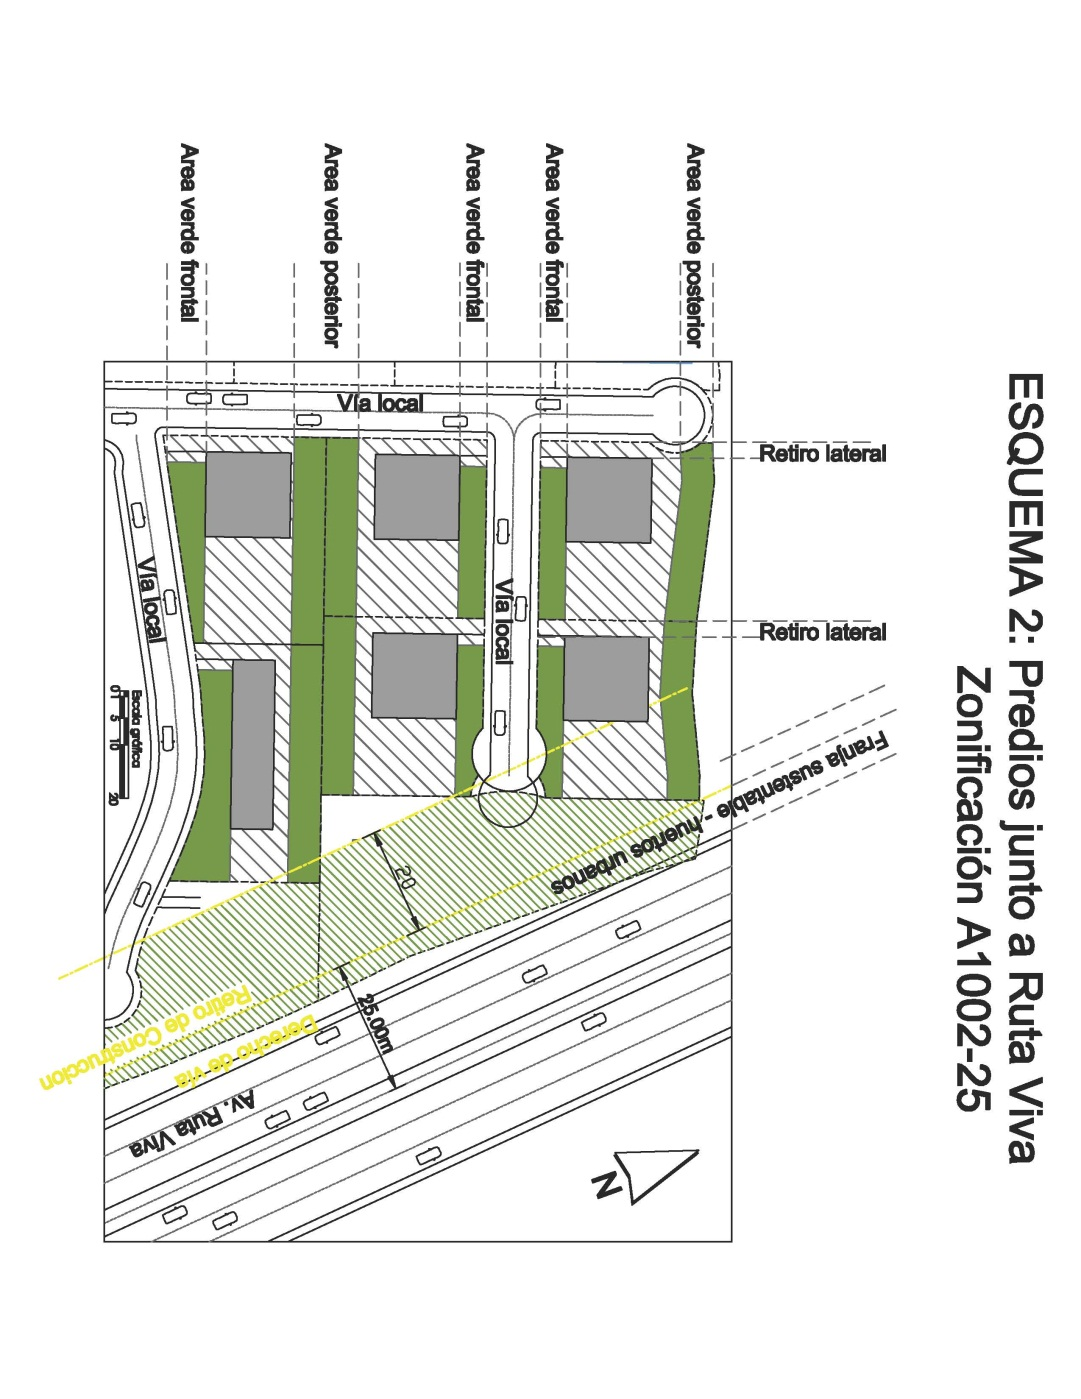 ESQUEMA 2: Predios junto a Ruta Viva
Zonificación A1002-25
Area verde posterior
Area verde frontal
Area verde frontal
Area verde posterior
Area verde frontal
Retiro lateral
Retiro lateral
Vía local
Vía local
Vía local
Franja sustentable - huertos urbanos
20
25.00m
Retiro de Construccion
Derecho de vía
Av. Ruta Viva
Escala gráfica
0 1 5 10 20
N